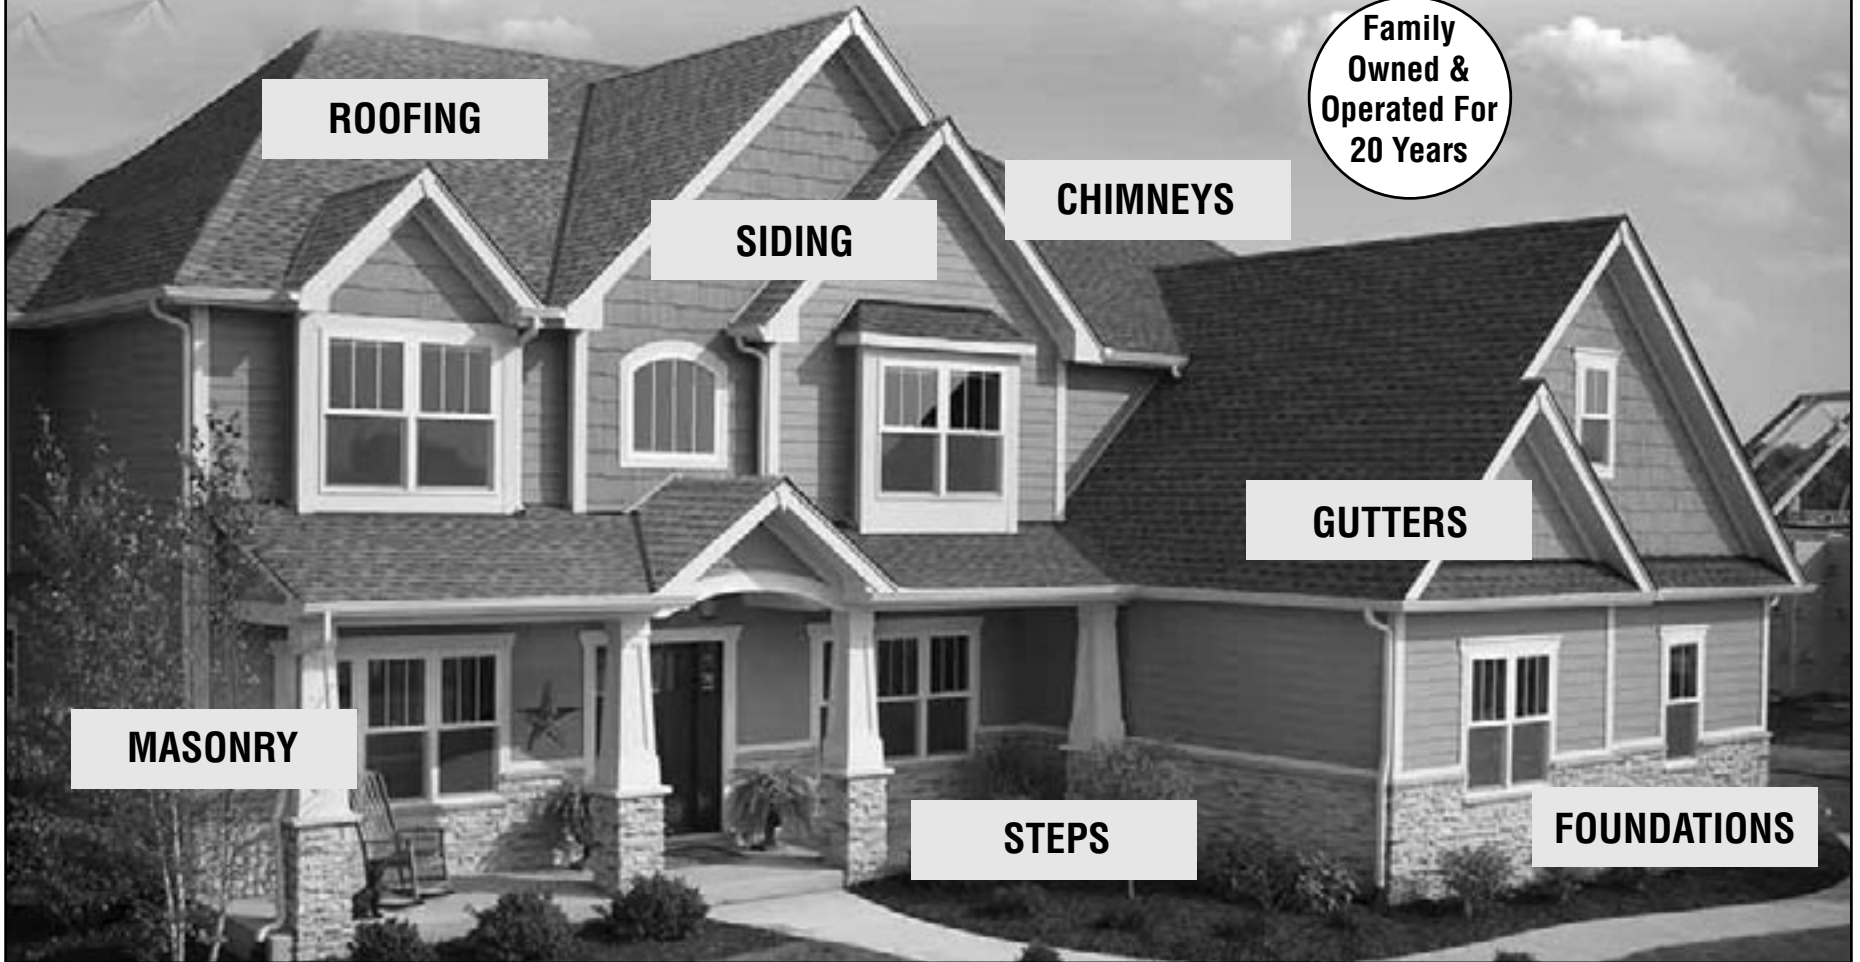 Family
Owned &
Operated For
20 Years
ROOFING
CHIMNEYS
SIDING
GUTTERS
MASONRY
STEPS
FOUNDATIONS